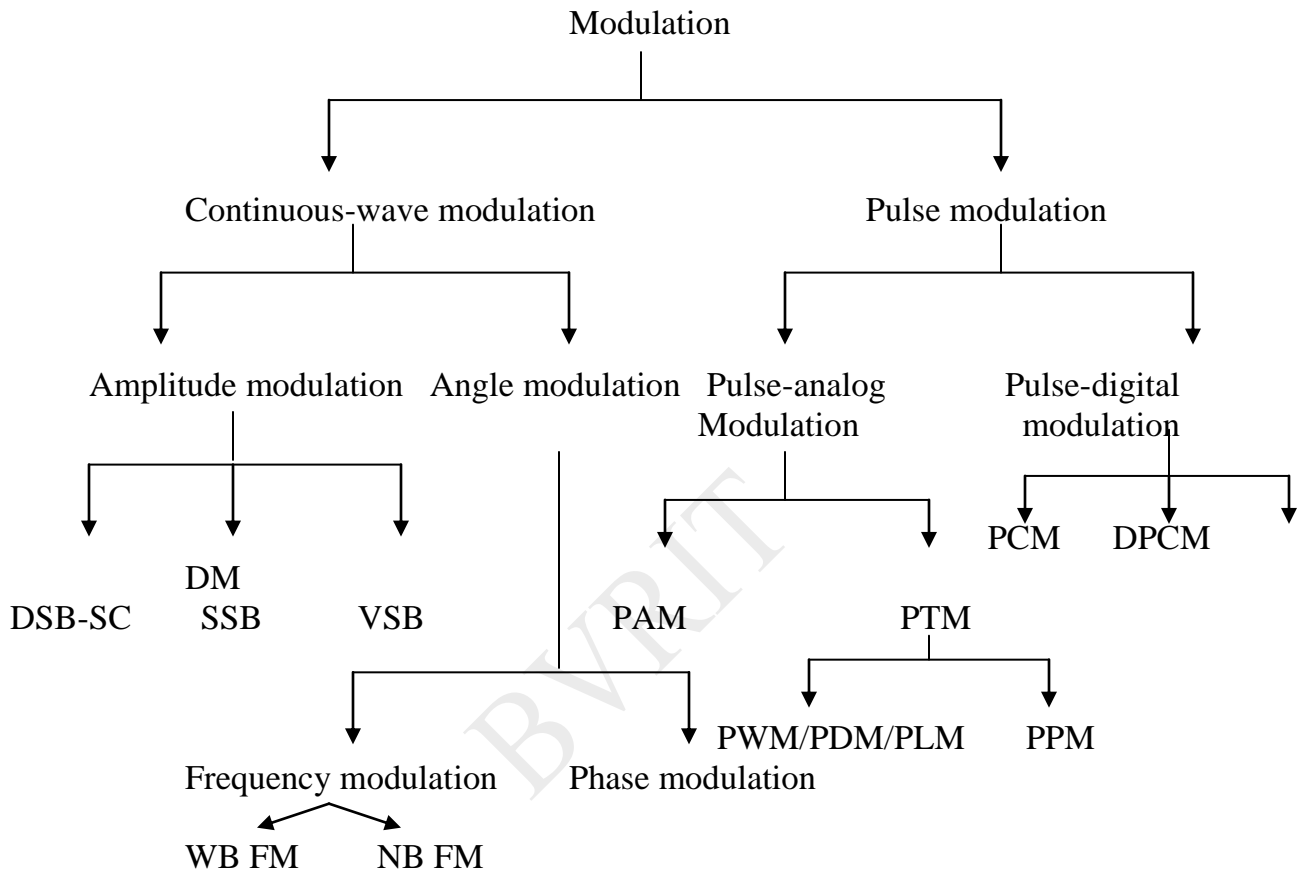 Modulation
Continuous-wave modulation Pulse modulation
Amplitude modulation Angle modulation Pulse-analog Pulse-digital
Modulation modulation
PCM DPCM
DM
DSB-SC SSB VSB PAM PTM
PWM/PDM/PLM PPM
Frequency modulation Phase modulation
WB FM NB FM
BVRIT